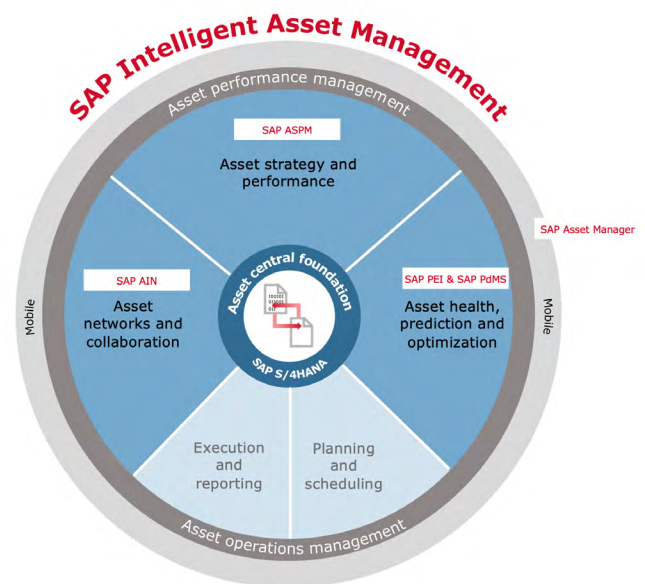 SAP Intelligent Asset Management
Asset performance management
SAP ASPM
Asset strategy and
performance
SAP Asset Manager
SAP AIN
Asset
networks and
collaboration
Asset central foundation
SAP S/4HANA
SAP PEI & SAP PdMS
Asset health,
prediction and
optimization
Mobile
Mobile
Execution
and
reporting
Planning
and
scheduling
Asset operations management